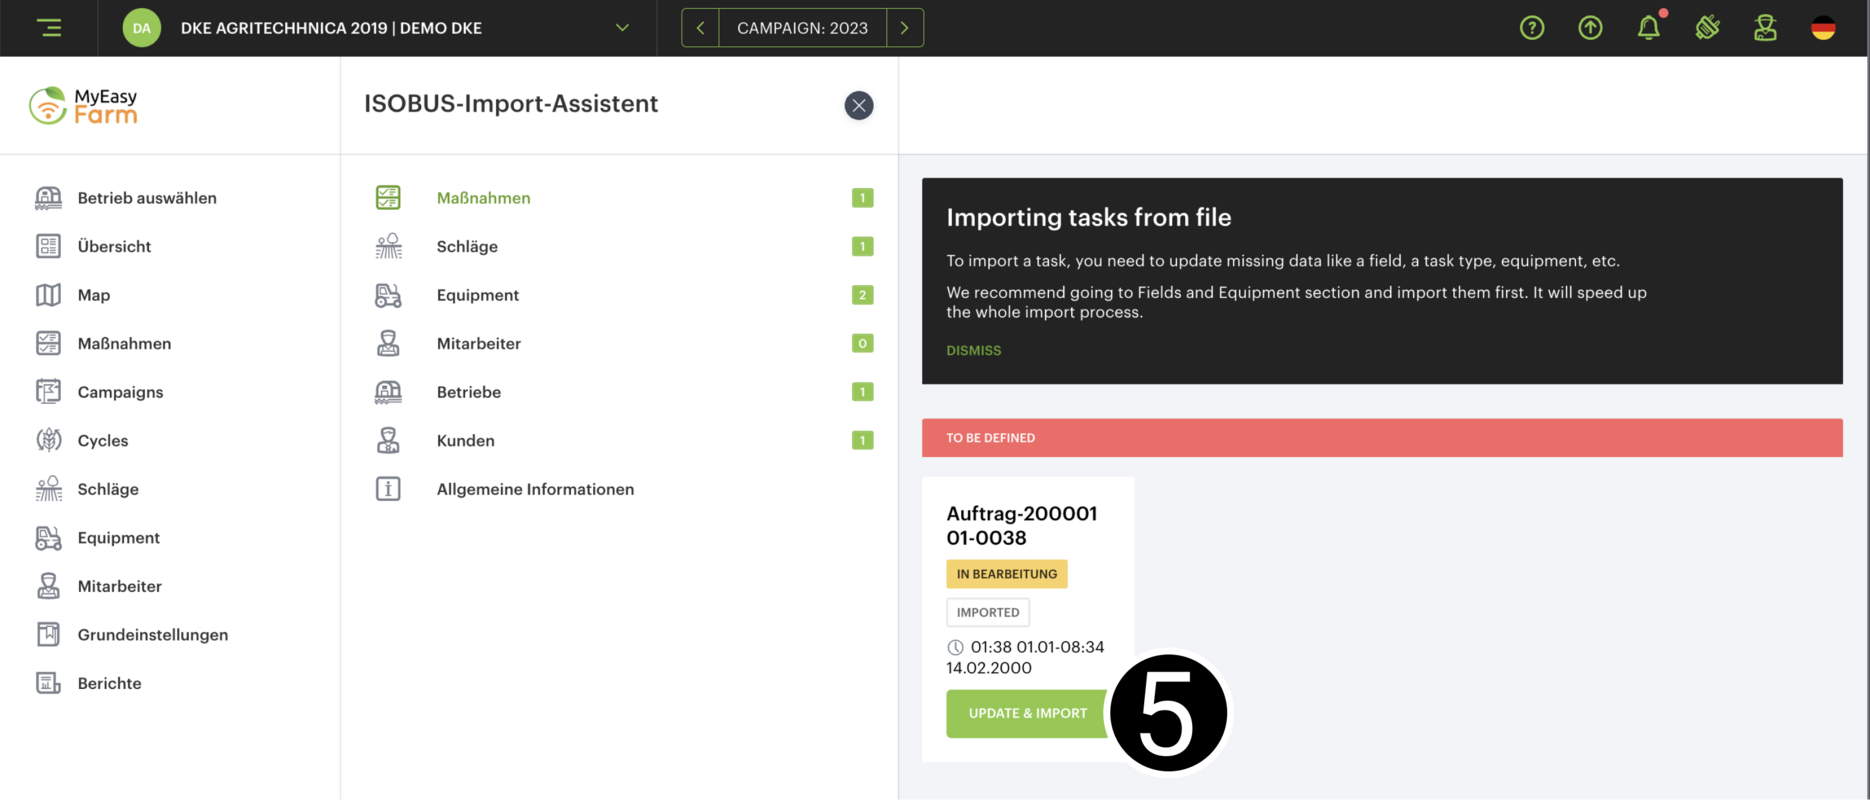 DA
DKE AGRITECHHNICA 2019 | DEMO DKE
CAMPAIGN: 2023
MyEasy
Farm
Betrieb auswählen
Übersicht
Map
Maßnahmen
Campaigns
Cycles
Schläge
Equipment
Mitarbeiter
Grundeinstellungen
Berichte
ISOBUS-Import-Assistent
Maßnahmen 1
Schläge 1
Equipment 2
Mitarbeiter 0
Betriebe 1
Kunden 1
Allgemeine Informationen
Importing tasks from file
To import a task, you need to update missing data like a field, a task type, equipment, etc.
We recommend going to Fields and Equipment section and import them first. It will speed up
the whole import process.
DISMISS
TO BE DEFINED
Auftrag-200001
01-0038
IN BEARBEITUNG
IMPORTED
01:38 01.01-08:34
14.02.2000
UPDATE & IMPORT
5